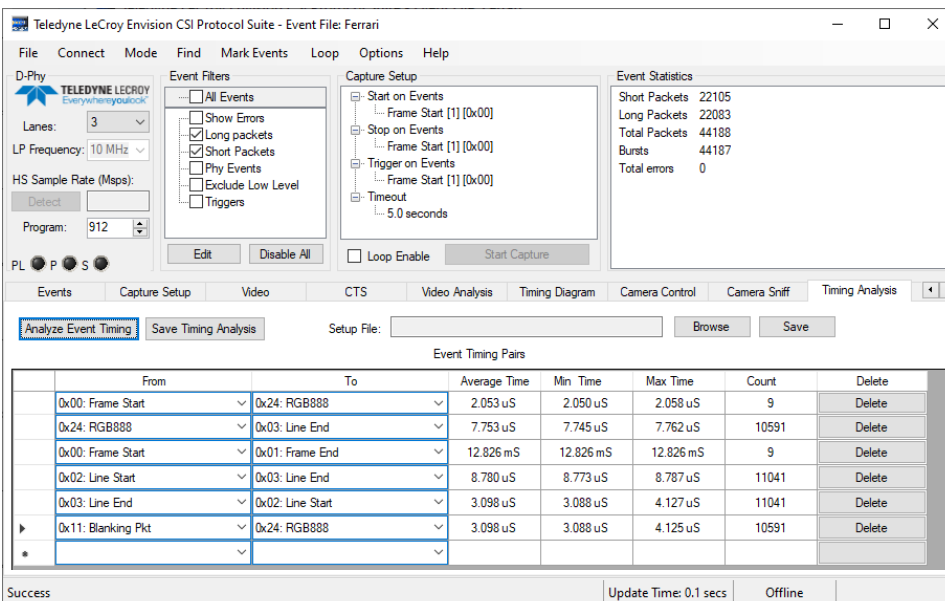 Teledyne LeCroy Envision CSI Protocol Suite - Event File: Ferrari
File Connect Mode Find Mark Events Loop Options Help
D-Phy
TELEDYNE LECROY
Everywhereyoulook
Lanes: 3
LP Frequency: 10 MHz
HS Sample Rate (Msps):
Detect
Program: 912
PL P S
Event Filters
All Events
Show Errors
Long packets
Short Packets
Phy Events
Exclude Low Level
Triggers
Edit Disable All
Capture Setup
Start on Events
Frame Start [1] [0x00]
Stop on Events
Frame Start [1] [0x00]
Trigger on Events
Frame Start [1] [0x00]
Timeout
5.0 seconds
Loop Enable Start Capture
Event Statistics
Short Packets 22105
Long Packets 22083
Total Packets 44188
Bursts 44187
Total errors 0
Events Capture Setup Video CTS Video Analysis Timing Diagram Camera Control Camera Sniff Timing Analysis
Analyze Event Timing Save Timing Analysis Setup File: Browse Save
Event Timing Pairs
From To Average Time Min Time Max Time Count Delete
0x00: Frame Start 0x24: RGB888 2.053 uS 2.050 uS 2.058 uS 9 Delete
0x24: RGB888 0x03: Line End 7.753 uS 7.745 uS 7.762 uS 10591 Delete
0x00: Frame Start 0x01: Frame End 12.826 mS 12.826 mS 12.826 mS 9 Delete
0x02: Line Start 0x03: Line End 8.780 uS 8.773 uS 8.787 uS 11041 Delete
0x03: Line End 0x02: Line Start 3.098 uS 3.088 uS 4.127 uS 11041 Delete
0x11: Blanking Pkt 0x24: RGB888 3.098 uS 3.088 uS 4.125 uS 10591 Delete
Success Update Time: 0.1 secs Offline